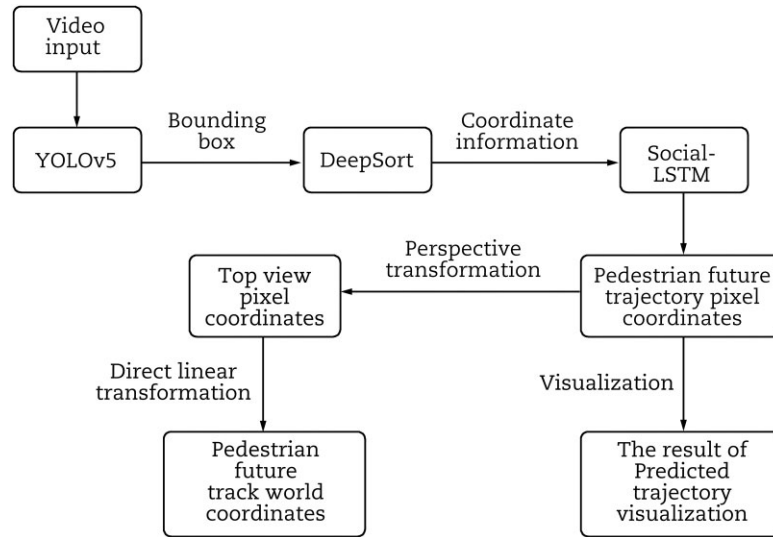 Video
input
YOLOv5
Bounding
box
DeepSort
Coordinate
information
Social-
LSTM
Perspective
transformation
Top view
pixel
coordinates
Pedestrian future
trajectory pixel
coordinates
Direct linear
transformation
Visualization
Pedestrian
future
track world
coordinates
The result of
Predicted
trajectory
visualization